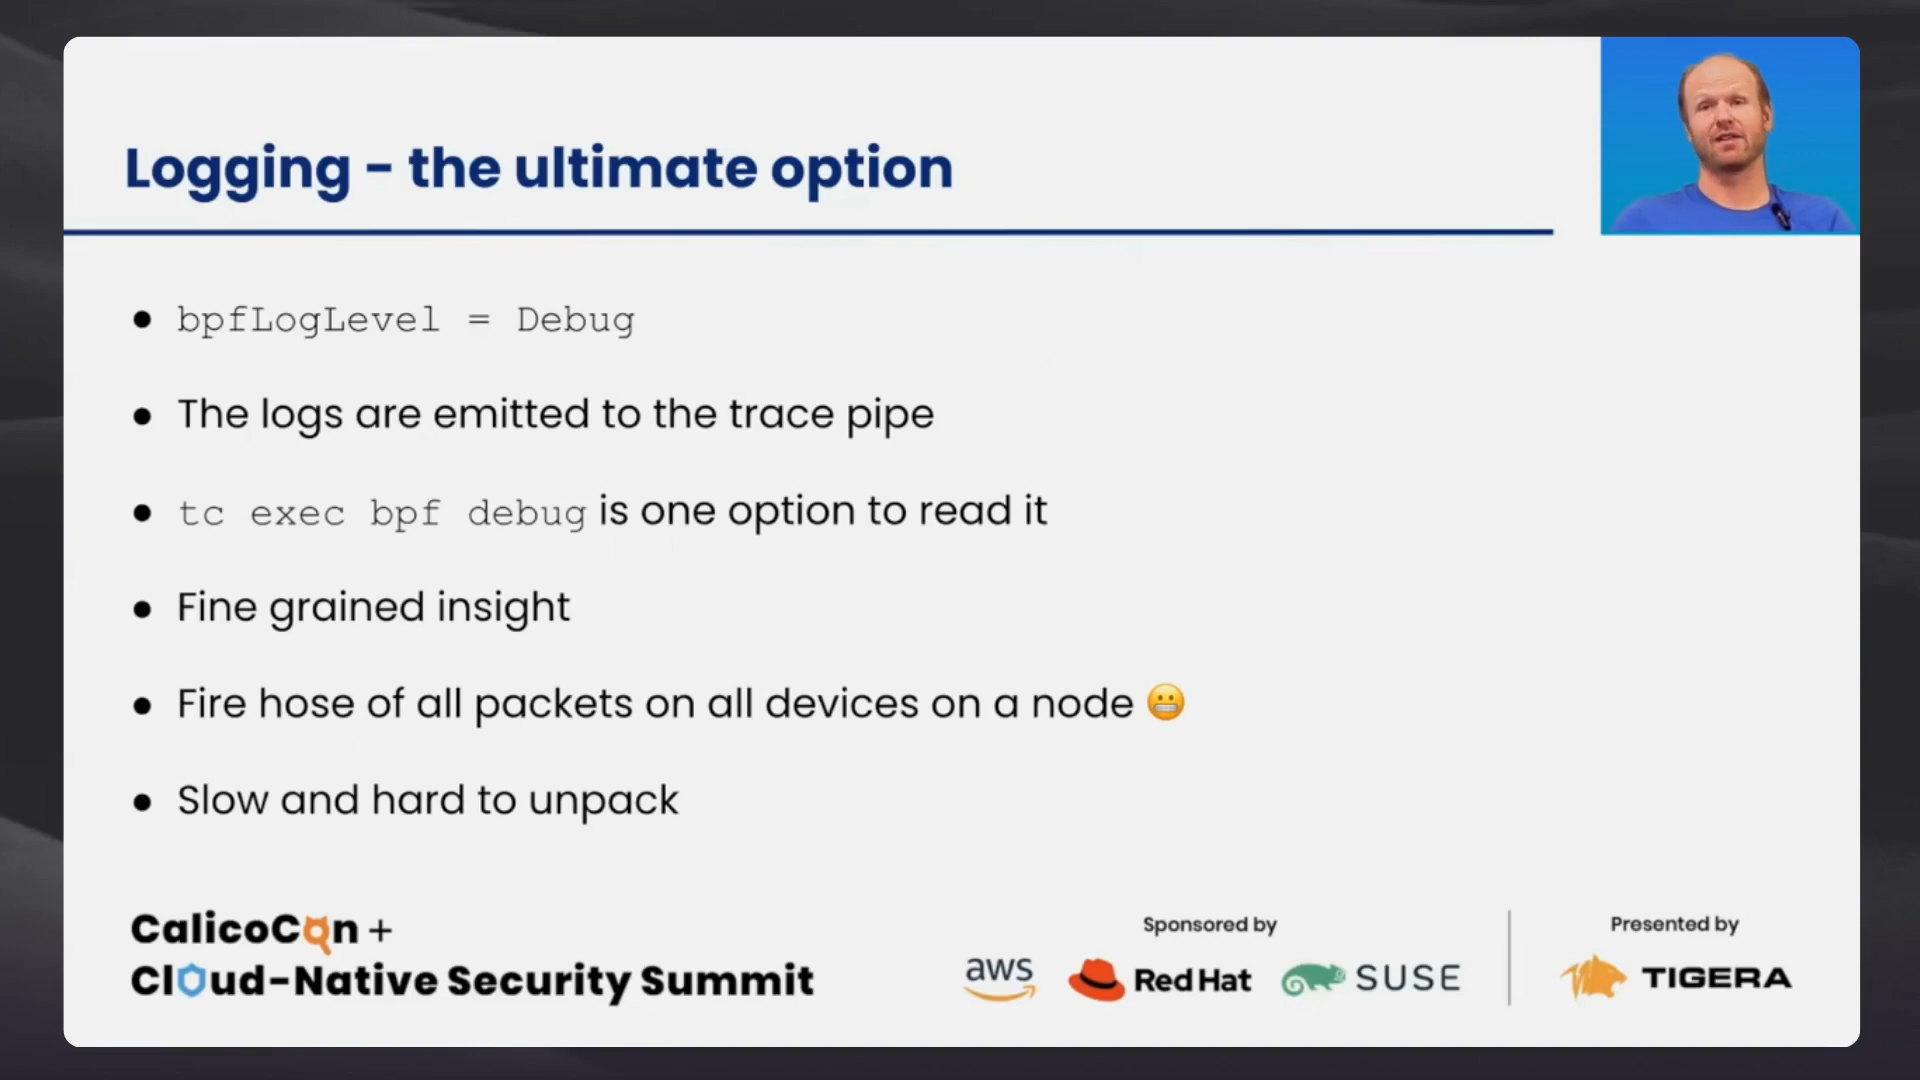 Logging - the ultimate option
● bpfLogLevel = Debug
● The logs are emitted to the trace pipe
● tc exec bpf debug is one option to read it
● Fine grained insight
● Fire hose of all packets on all devices on a node 😬
● Slow and hard to unpack
CalicoCon +
Cloud-Native Security Summit
Sponsored by
aws Red Hat SUSE
Presented by
TIGERA